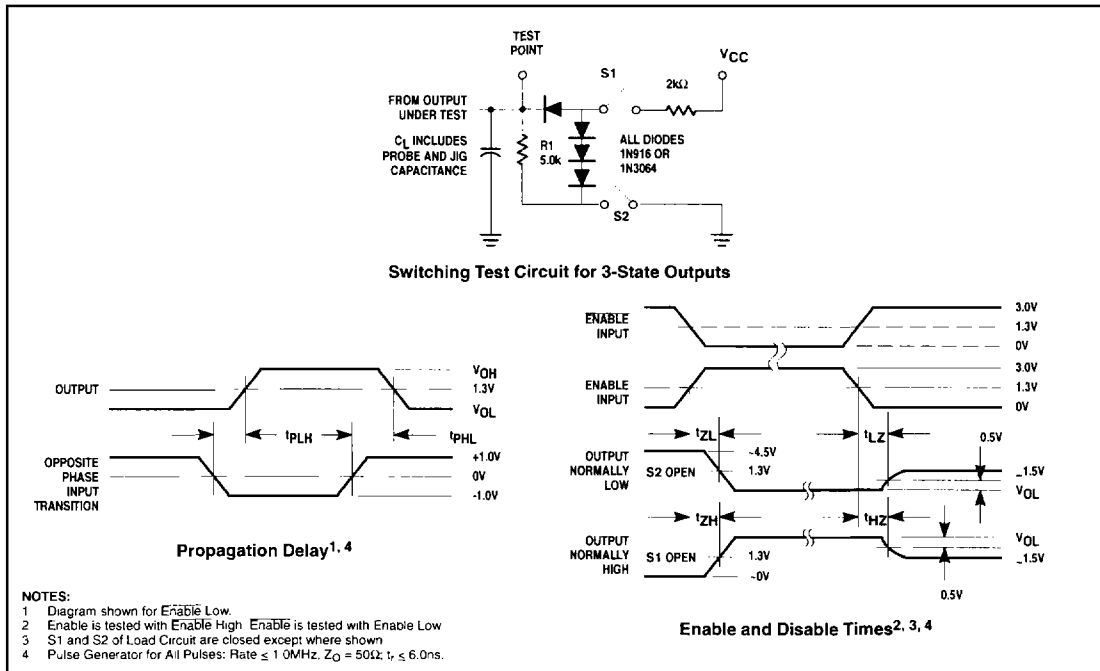 TEST
POINT
VCC
S1
2kΩ
FROM OUTPUT
UNDER TEST
CL INCLUDES
PROBE AND JIG
CAPACITANCE
R1
5.0k
ALL DIODES
1N916 OR
1N3064
S2
Switching Test Circuit for 3-State Outputs
OUTPUT
VOH
1.3V
VOL
tPLH
tPHL
OPPOSITE
PHASE
INPUT
TRANSITION
+1.0V
0V
-1.0V
Propagation Delay1, 4
ENABLE
INPUT
3.0V
1.3V
0V
ENABLE
INPUT
3.0V
1.3V
0V
tZL
tLZ
0.5V
OUTPUT
NORMALLY
LOW
S2 OPEN
~4.5V
1.3V
~1.5V
VOL
tZH
tHZ
OUTPUT
NORMALLY
HIGH
S1 OPEN
1.3V
~0V
VOL
~1.5V
0.5V
Enable and Disable Times2, 3, 4
NOTES:
1 Diagram shown for Enable Low.
2 Enable is tested with Enable High Enable is tested with Enable Low
3 S1 and S2 of Load Circuit are closed except where shown
4 Pulse Generator for All Pulses: Rate ≤ 1 0MHz, ZO = 50Ω; tr ≤ 6.0ns.